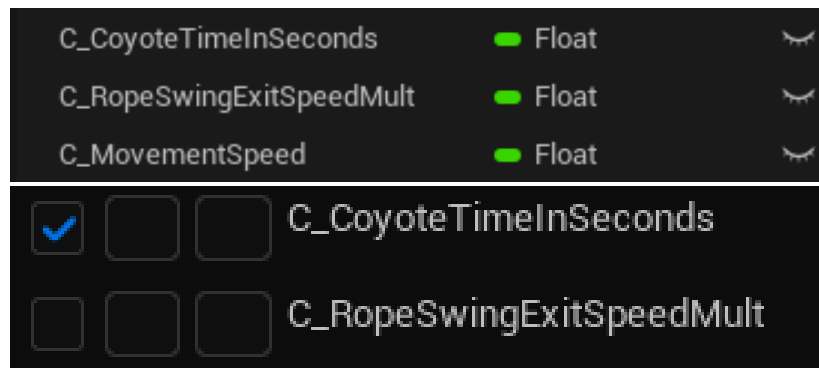 C_CoyoteTimeInSeconds Float
C_RopeSwingExitSpeedMult Float
C_MovementSpeed Float
C_CoyoteTimeInSeconds
C_RopeSwingExitSpeedMult